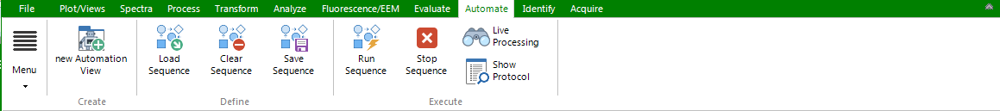 File Plot/Views Spectra Process Transform Analyze Fluorescence/EEM Evaluate Automate Identify Acquire
Menu
new Automation
View
Create
Load
Sequence
Clear
Sequence
Save
Sequence
Define
Run
Sequence
Stop
Sequence
Live
Processing
Show
Protocol
Execute